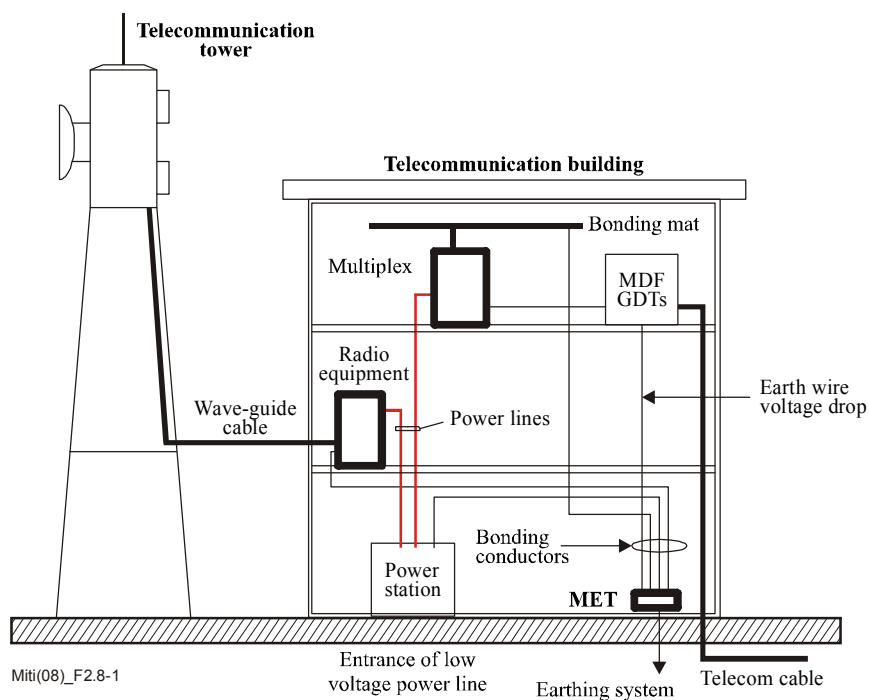 Telecommunication
tower
Telecommunication building
Bonding mat
Multiplex
MDF
GDTs
Radio
equipment
Earth wire
voltage drop
Wave-guide
cable
Power lines
Bonding
conductors
Power
station
MET
Entrance of low
voltage power line
Earthing system
Telecom cable
Miti(08)_F2.8-1